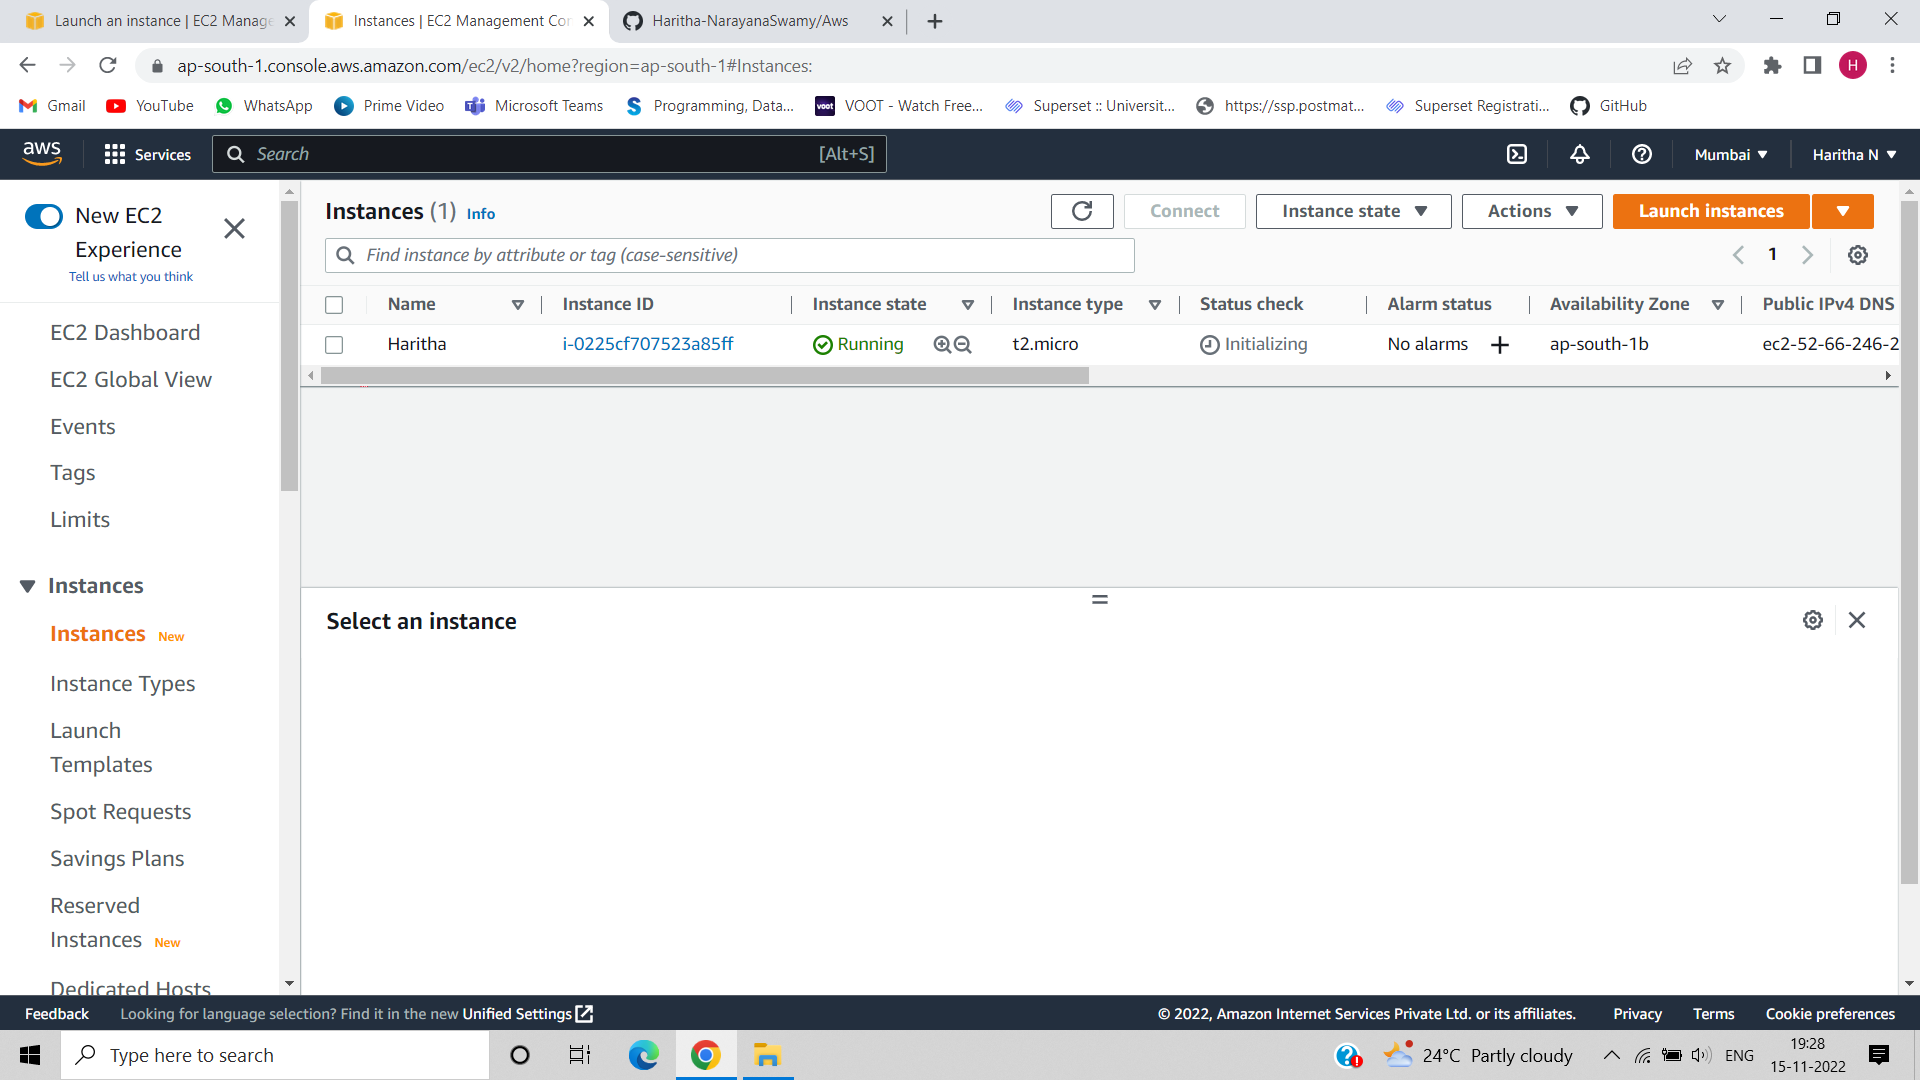 Launch an instance | EC2 Manage
Instances | EC2 Management Con
Haritha-NarayanaSwamy/Aws
ap-south-1.console.aws.amazon.com/ec2/v2/home?region=ap-south-1#Instances:
H
Gmail
YouTube
WhatsApp
Prime Video
Microsoft Teams
Programming, Data...
VOOT - Watch Free...
Superset :: Universit...
https://ssp.postmat...
Superset Registrati...
GitHub
aws
Services
Search
[Alt+S]
Mumbai
Haritha N
New EC2
Experience
Tell us what you think
EC2 Dashboard
EC2 Global View
Events
Tags
Limits
Instances
Instances New
Instance Types
Launch
Templates
Spot Requests
Savings Plans
Reserved
Instances New
Dedicated Hosts
Instances (1) Info
Connect
Instance state
Actions
Launch instances
Find instance by attribute or tag (case-sensitive)
1
Name
Instance ID
Instance state
Instance type
Status check
Alarm status
Availability Zone
Public IPv4 DNS
Haritha
i-0225cf707523a85ff
Running
t2.micro
Initializing
No alarms
ap-south-1b
ec2-52-66-246-2
Select an instance
Feedback
Looking for language selection? Find it in the new Unified Settings
© 2022, Amazon Internet Services Private Ltd. or its affiliates.
Privacy
Terms
Cookie preferences
Type here to search
24°C Partly cloudy
ENG
19:28
15-11-2022